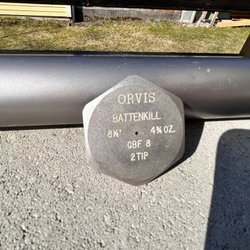 ORVIS
BATTENKILL
8½' 4⅜ OZ.
GBF 8
2 TIP